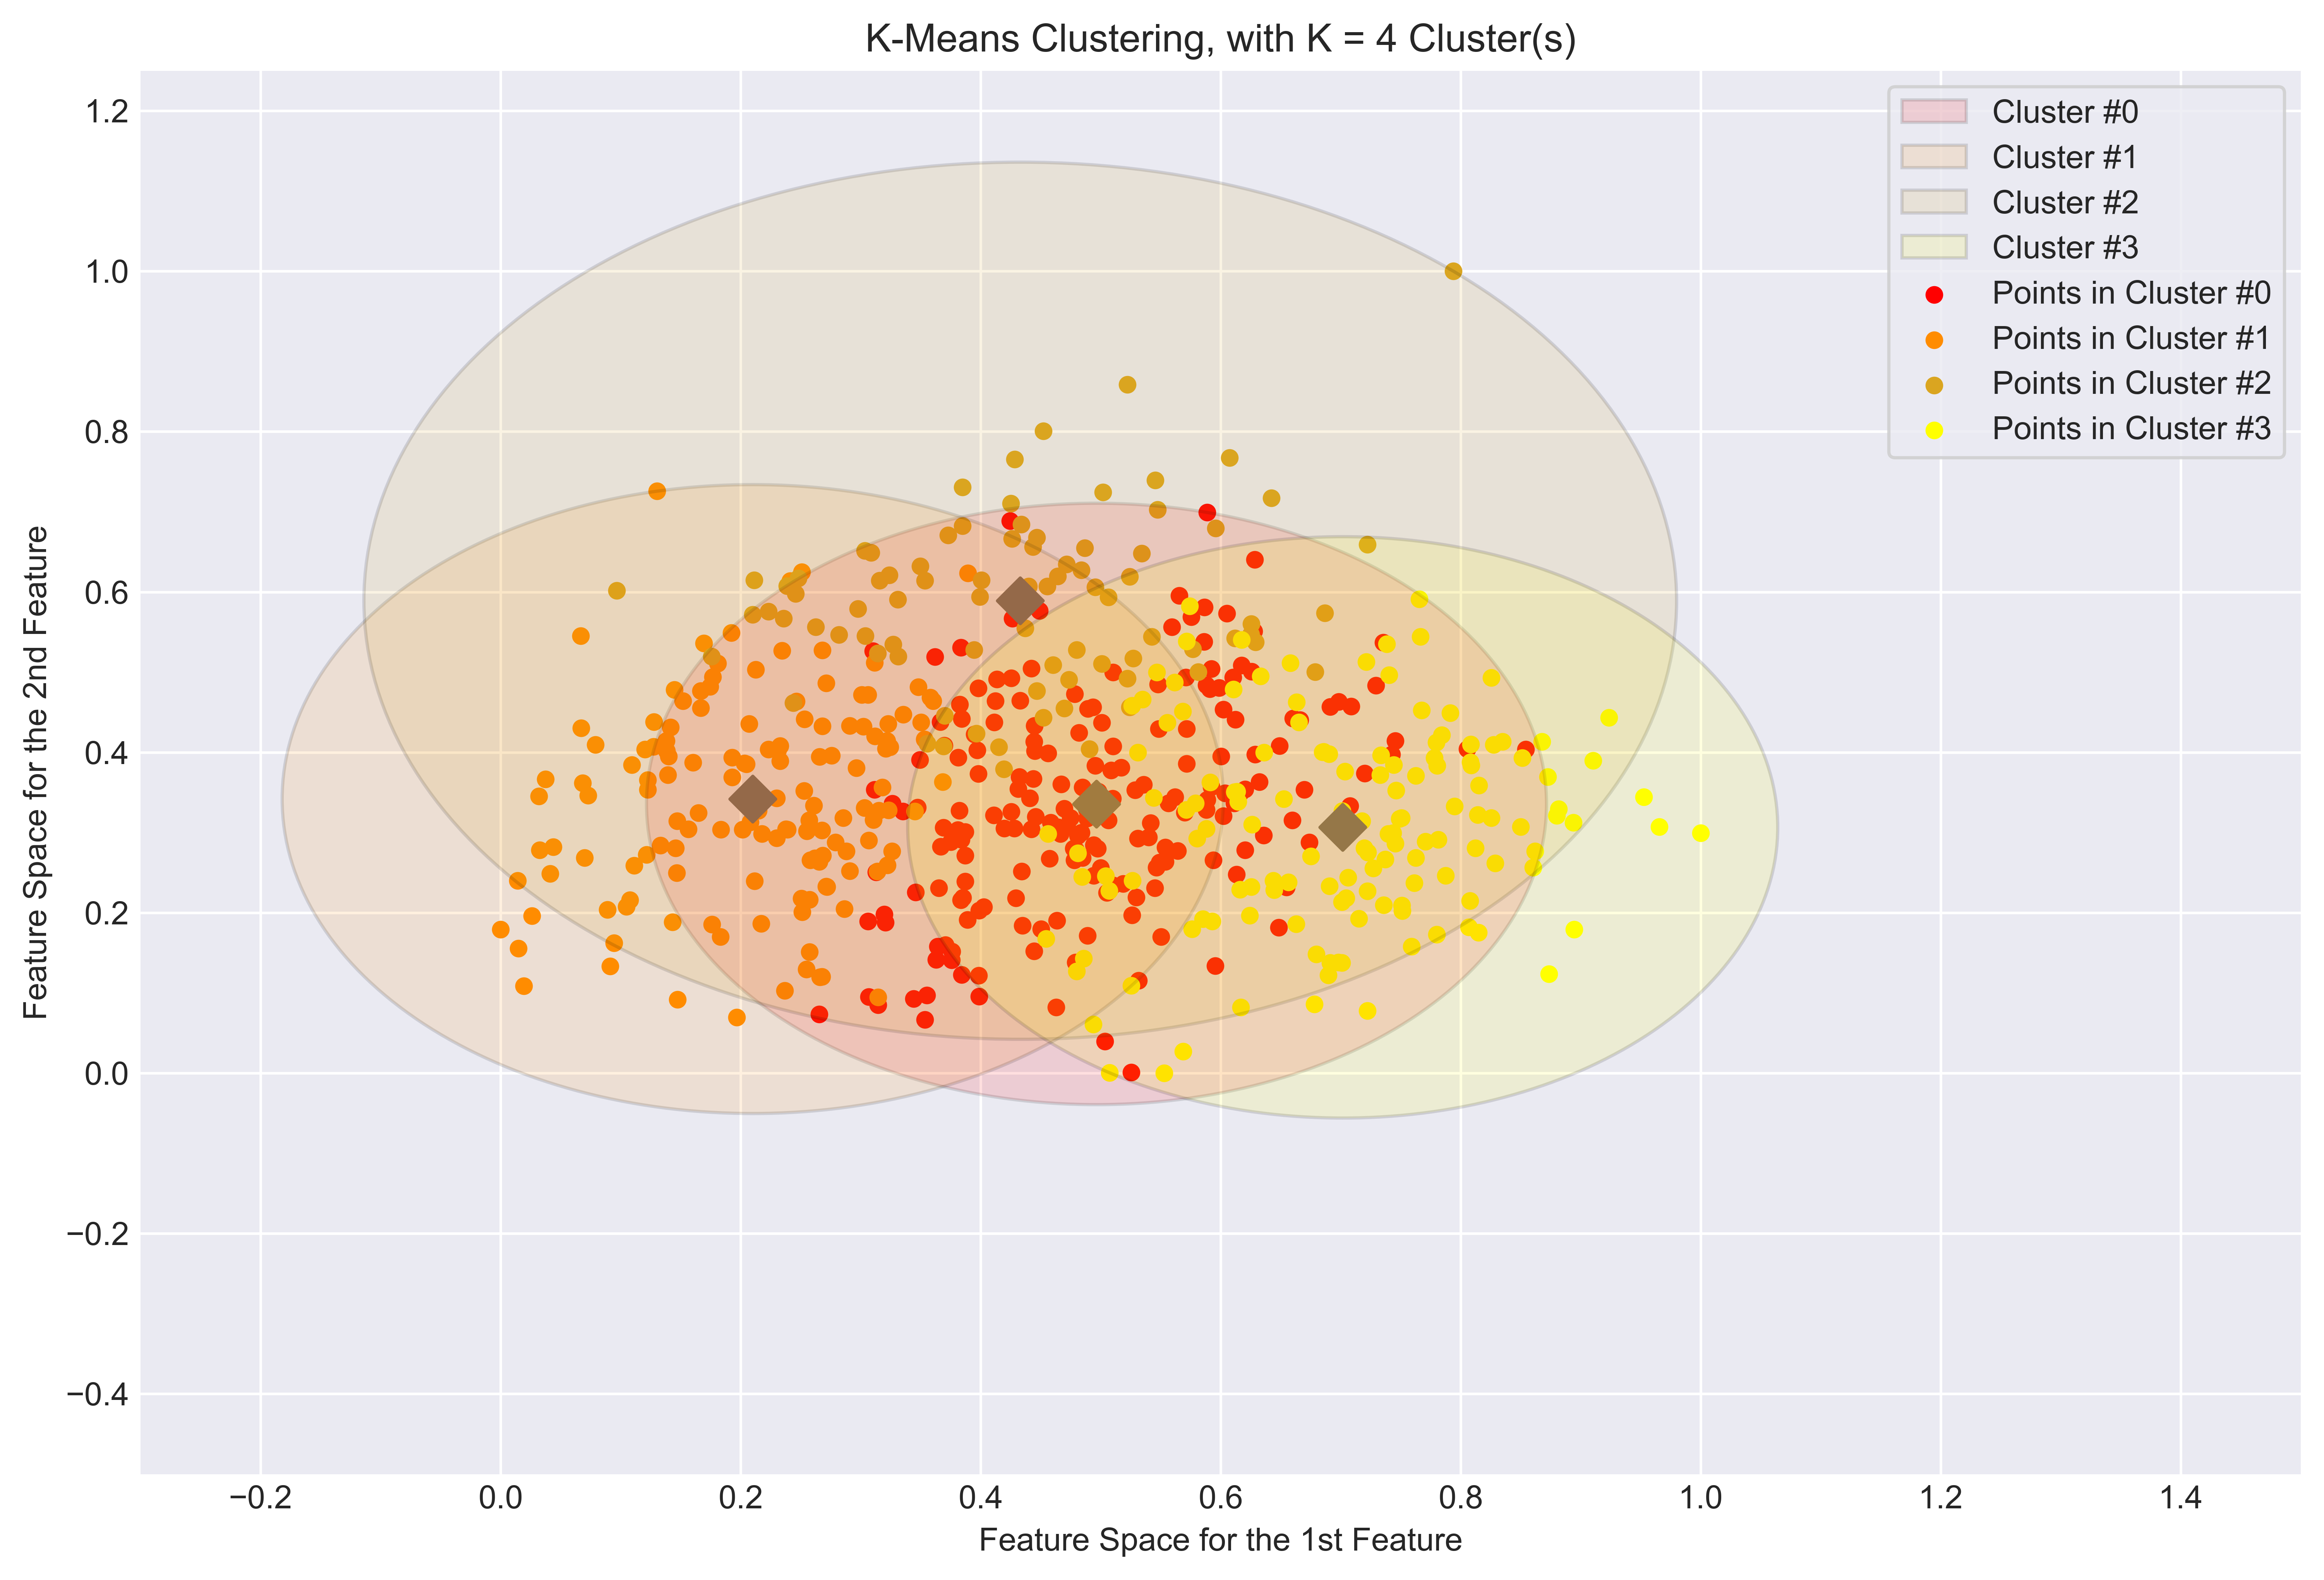 K-Means Clustering, with K = 4 Cluster(s)
Cluster #0
Cluster #1
Cluster #2
Cluster #3
Points in Cluster #0
Points in Cluster #1
Points in Cluster #2
Points in Cluster #3
Feature Space for the 2nd Feature
1.2
1.0
0.8
0.6
0.4
0.2
0.0
−0.2
−0.4
−0.2 0.0 0.2 0.4 0.6 0.8 1.0 1.2 1.4
Feature Space for the 1st Feature